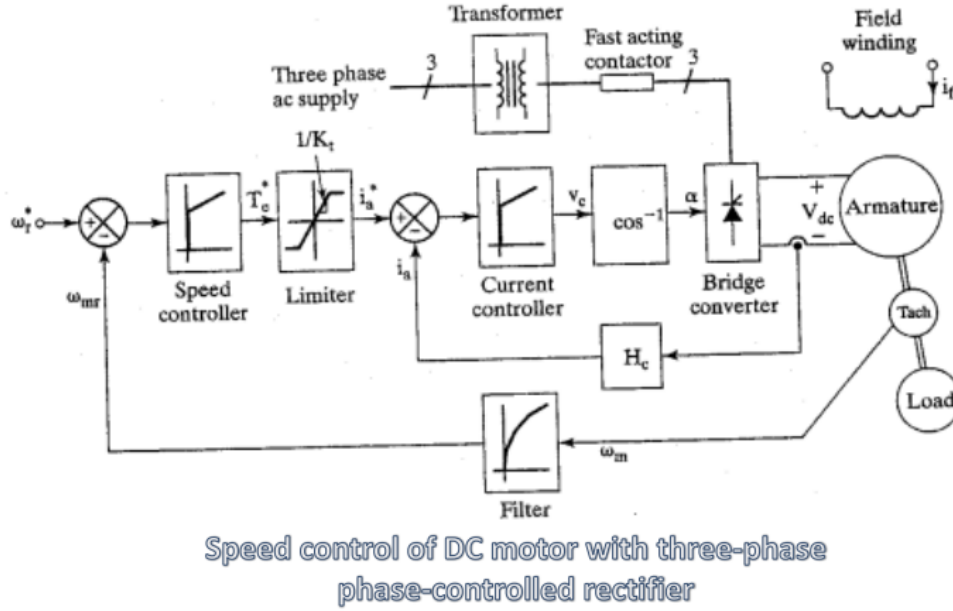 Transformer
Field
winding
Fast acting
contactor
3
3
Three phase
ac supply
i_f
1/K_t
ω_r^*
+
−
T_e^*
i_a^*
+
−
v_c
cos⁻¹
α
+
V_dc
−
Armature
i_a
ω_mr
Speed
controller
Limiter
Current
controller
Bridge
converter
Tach
H_c
Load
ω_m
Filter
Speed control of DC motor with three-phase
phase-controlled rectifier